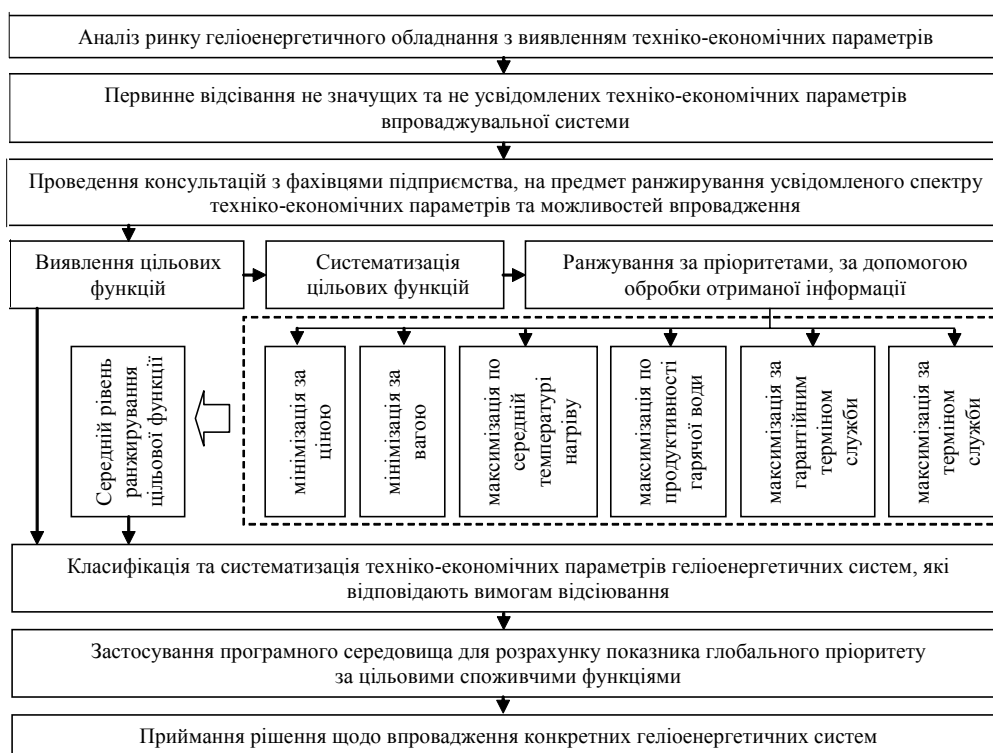 Аналіз ринку геліоенергетичного обладнання з виявленням техніко-економічних параметрів
Первинне відсівання не значущих та не усвідомлених техніко-економічних параметрів
впроваджувальної системи
Проведення консультацій з фахівцями підприємства, на предмет ранжирування усвідомленого спектру
техніко-економічних параметрів та можливостей впровадження
Виявлення цільових
функцій
Систематизація
цільових функцій
Ранжування за пріоритетами, за допомогою
обробки отриманої інформації
Середній рівень
ранжирування
цільової функції
мінімізація за
ціною
мінімізація за
вагою
максимізація по
середній
температурі
нагріву
максимізація по
продуктивності
гарячої води
максимізація за
гарантійним
терміном
служби
максимізація за
терміном
служби
Класифікація та систематизація техніко-економічних параметрів геліоенергетичних систем, які
відповідають вимогам відсіювання
Застосування програмного середовища для розрахунку показника глобального пріоритету
за цільовими споживчими функціями
Приймання рішення щодо впровадження конкретних геліоенергетичних систем